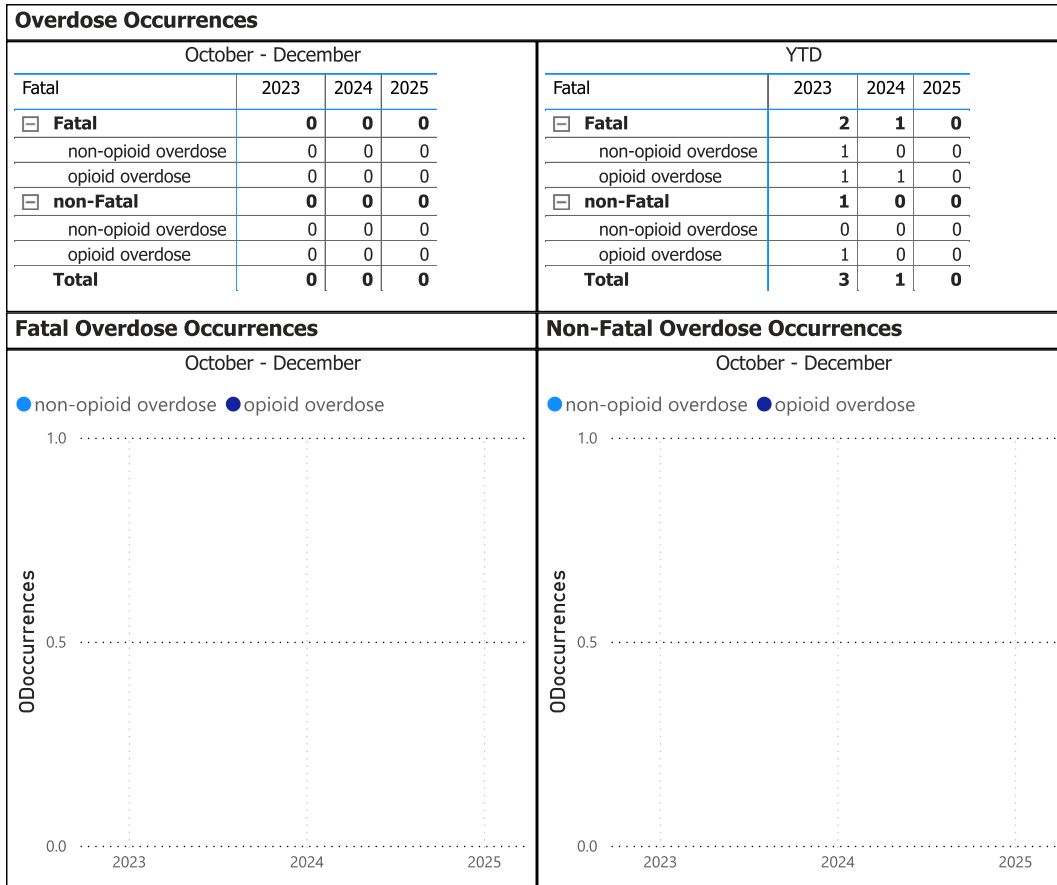 Overdose Occurrences
October - December
Fatal 2023 2024 2025
Fatal 0 0 0
non-opioid overdose 0 0 0
opioid overdose 0 0 0
non-Fatal 0 0 0
non-opioid overdose 0 0 0
opioid overdose 0 0 0
Total 0 0 0
YTD
Fatal 2023 2024 2025
Fatal 2 1 0
non-opioid overdose 1 0 0
opioid overdose 1 1 0
non-Fatal 1 0 0
non-opioid overdose 0 0 0
opioid overdose 1 0 0
Total 3 1 0
Fatal Overdose Occurrences
October - December
non-opioid overdose opioid overdose
ODoccurrences
1.0
0.5
0.0
2023 2024 2025
Non-Fatal Overdose Occurrences
October - December
non-opioid overdose opioid overdose
ODoccurrences
1.0
0.5
0.0
2023 2024 2025